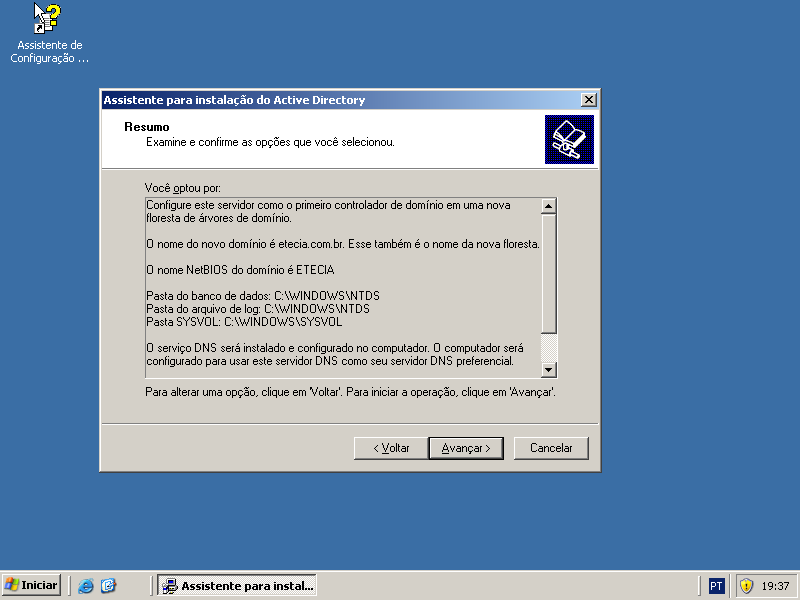 Assistente de
Configuração ...
Assistente para instalação do Active Directory
Resumo
Examine e confirme as opções que você selecionou.
Você optou por:
Configure este servidor como o primeiro controlador de domínio em uma nova
floresta de árvores de domínio.
O nome do novo domínio é etecia.com.br. Esse também é o nome da nova floresta.
O nome NetBIOS do domínio é ETECIA
Pasta do banco de dados: C:\WINDOWS\NTDS
Pasta do arquivo de log: C:\WINDOWS\NTDS
Pasta SYSVOL: C:\WINDOWS\SYSVOL
O serviço DNS será instalado e configurado no computador. O computador será
configurado para usar este servidor DNS como seu servidor DNS preferencial.
Para alterar uma opção, clique em 'Voltar'. Para iniciar a operação, clique em 'Avançar'.
< Voltar Avançar > Cancelar
Iniciar Assistente para instal... PT 19:37